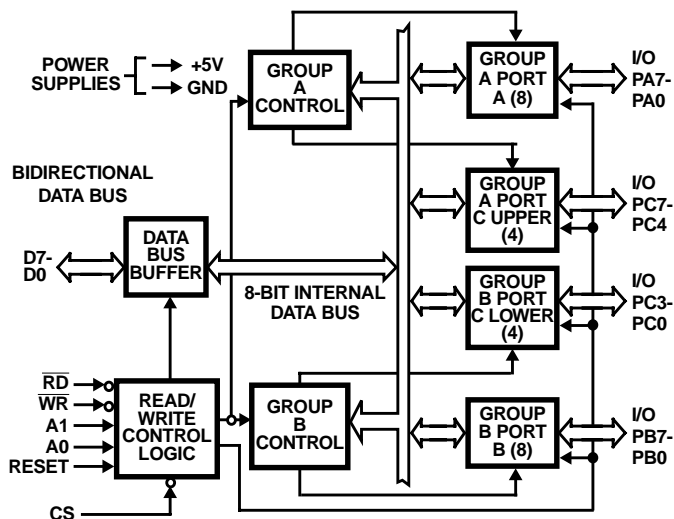 POWER
SUPPLIES
+5V
GND
GROUP
A
CONTROL
GROUP
A PORT
A (8)
I/O
PA7-
PA0
BIDIRECTIONAL
DATA BUS
GROUP
A PORT
C UPPER
(4)
I/O
PC7-
PC4
D7-
D0
DATA
BUS
BUFFER
8-BIT INTERNAL
DATA BUS
GROUP
B PORT
C LOWER
(4)
I/O
PC3-
PC0
RD
WR
A1
A0
RESET
CS
READ/
WRITE
CONTROL
LOGIC
GROUP
B
CONTROL
GROUP
B PORT
B (8)
I/O
PB7-
PB0